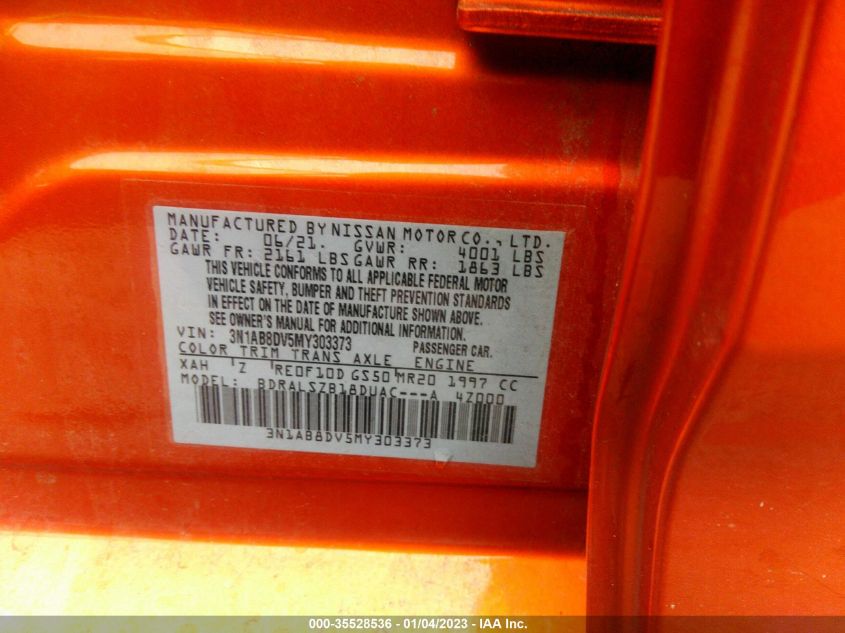 MANUFACTURED BY NISSAN MOTOR CO., LTD.
DATE: 06/21. GVWR: 4001 LBS
GAWR FR: 2161 LBS GAWR RR: 1863 LBS
THIS VEHICLE CONFORMS TO ALL APPLICABLE FEDERAL MOTOR
VEHICLE SAFETY, BUMPER AND THEFT PREVENTION STANDARDS
IN EFFECT ON THE DATE OF MANUFACTURE SHOWN ABOVE.
SEE OWNER'S MANUAL FOR ADDITIONAL INFORMATION.
VIN: 3N1AB8DV5MY303373 PASSENGER CAR.
COLOR TRIM TRANS AXLE ENGINE
XAH Z RE0F10D GS50 MR20 1997 CC
MODEL: BDRALSZB18DUAC---A 4Z000
3N1AB8DV5MY303373
000-35528536 - 01/04/2023 - IAA Inc.